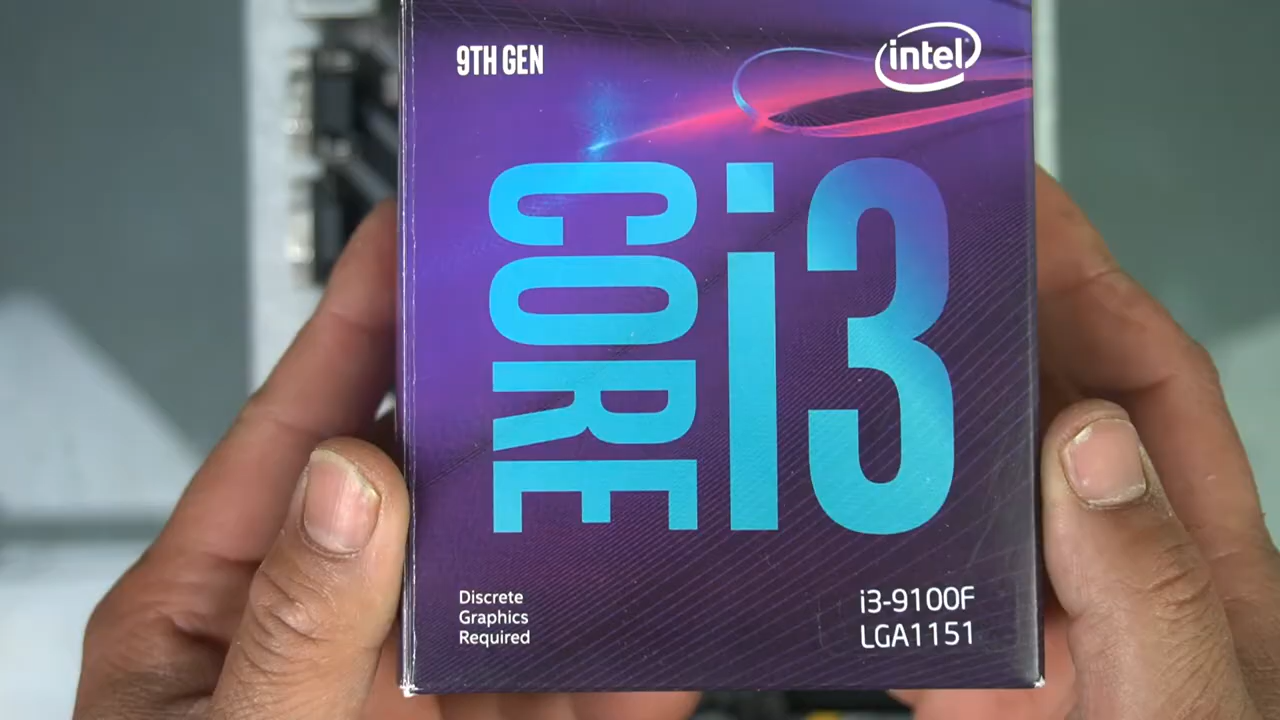 9TH GEN
intel
CORE i3
Discrete
Graphics
Required
i3-9100F
LGA1151